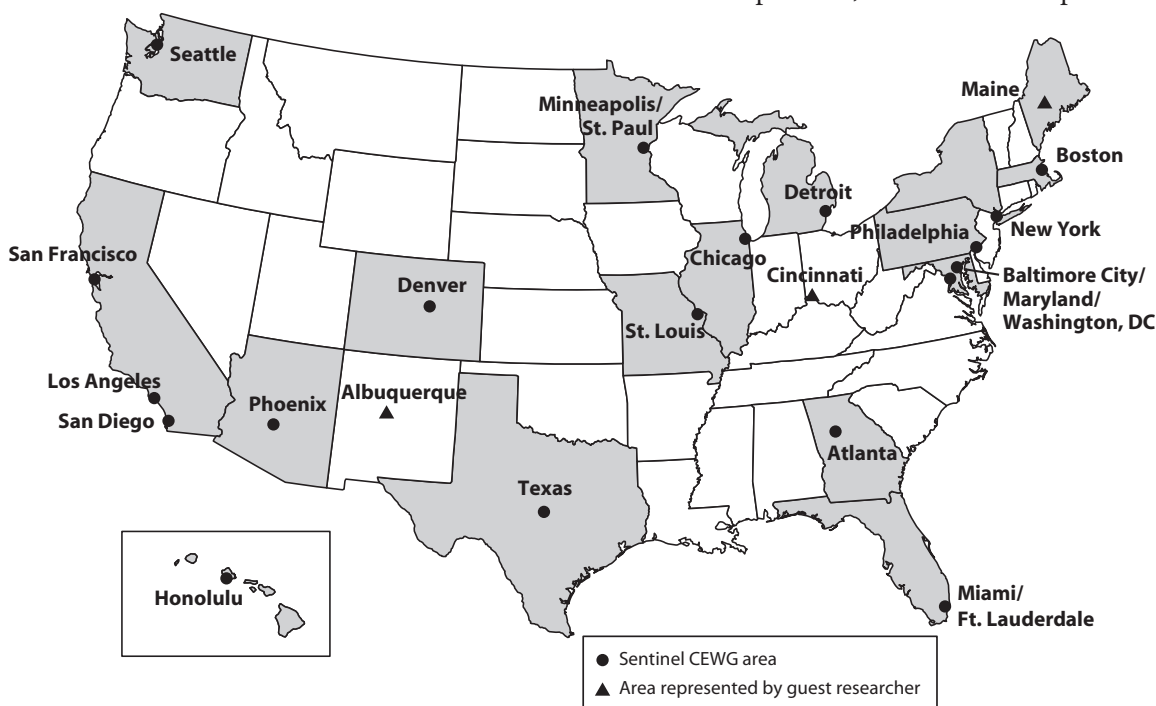 Seattle
Minneapolis/
St. Paul
Maine
Boston
Detroit
New York
Philadelphia
San Francisco
Chicago
Cincinnati
Baltimore City/
Maryland/
Washington, DC
Denver
St. Louis
Los Angeles
San Diego
Phoenix
Albuquerque
Atlanta
Texas
Honolulu
Miami/
Ft. Lauderdale
Sentinel CEWG area
Area represented by guest researcher